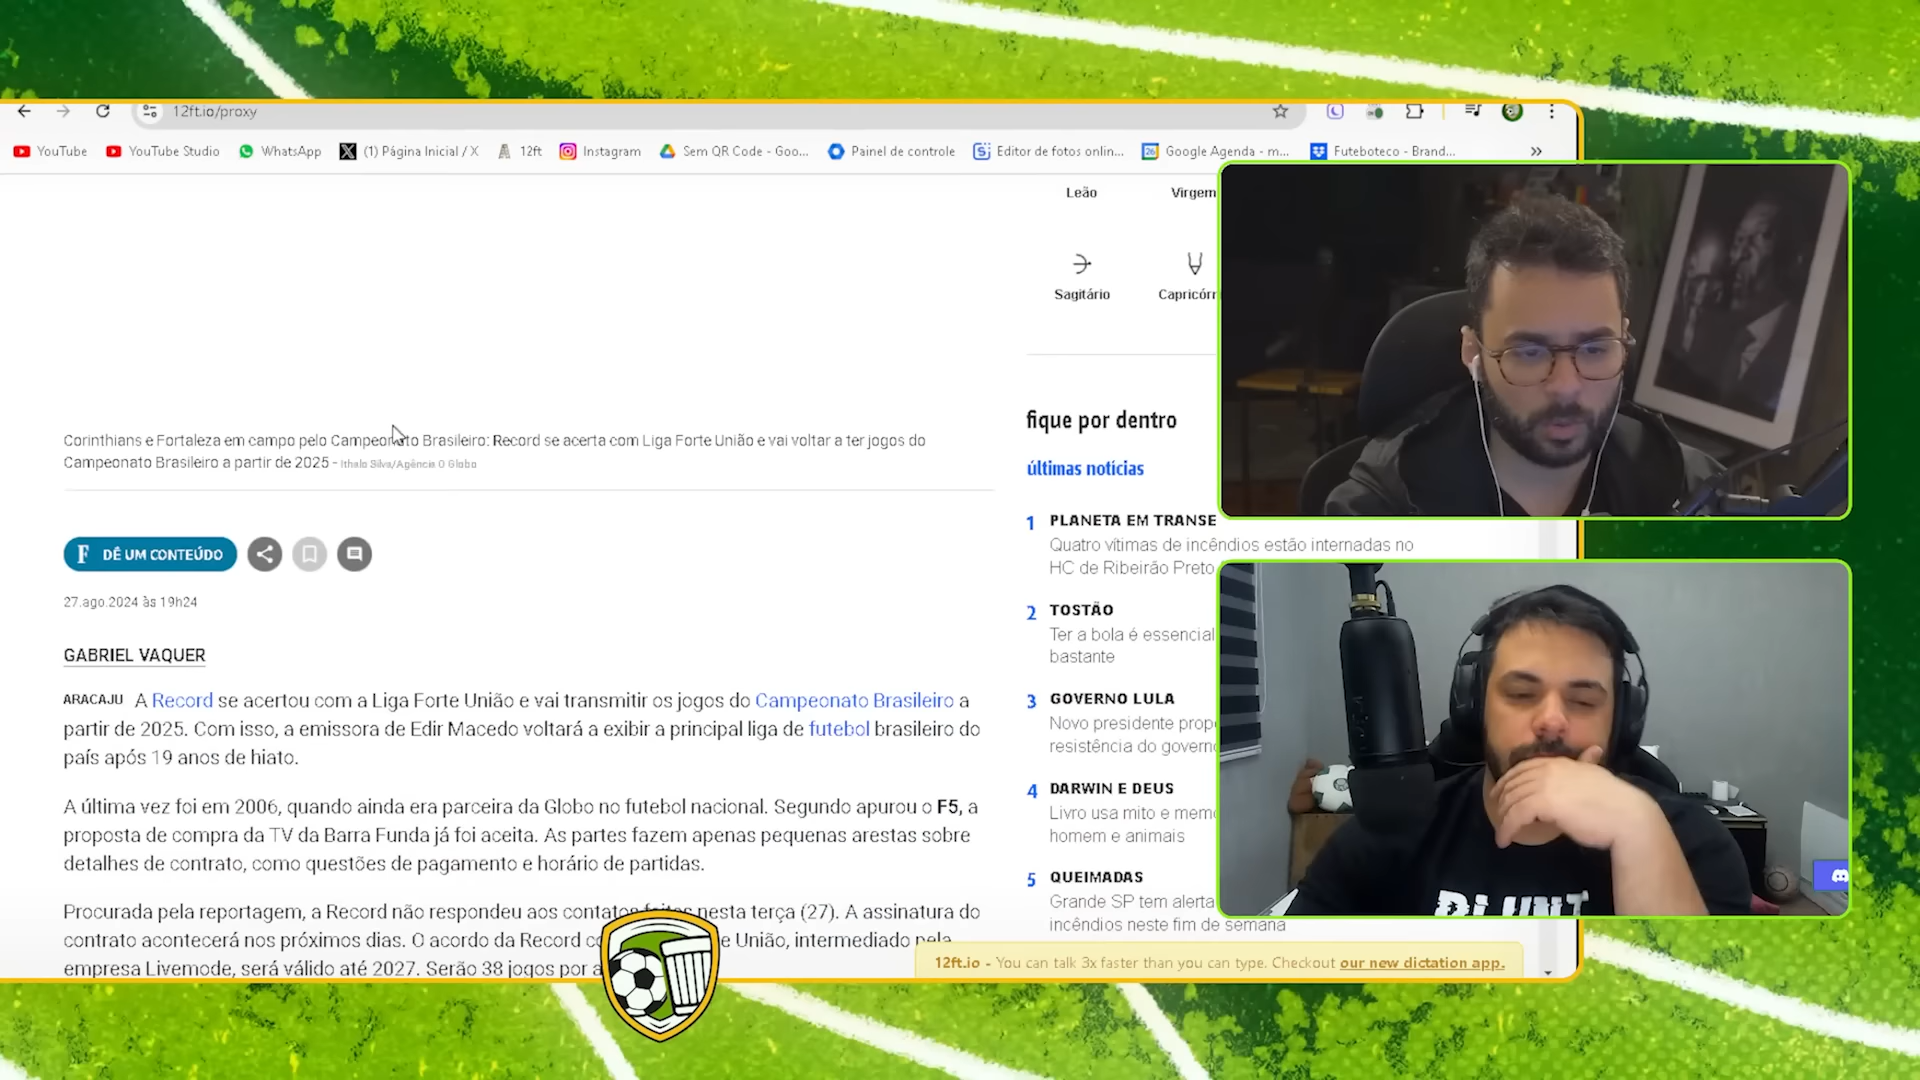 12ft.io/proxy
YouTube YouTube Studio WhatsApp (1) Página Inicial / X 12ft Instagram Sem QR Code - Goo... Painel de controle Editor de fotos onlin... Google Agenda - m... Futeboteco - Brand... »
Leão Virgem
Sagitário Capricórn
Corinthians e Fortaleza em campo pelo Campeonato Brasileiro: Record se acerta com Liga Forte União e vai voltar a ter jogos do
Campeonato Brasileiro a partir de 2025 - Ithalo Silva/Agência O Globo
F DÊ UM CONTEÚDO
27.ago.2024 às 19h24
GABRIEL VAQUER
ARACAJU A Record se acertou com a Liga Forte União e vai transmitir os jogos do Campeonato Brasileiro a
partir de 2025. Com isso, a emissora de Edir Macedo voltará a exibir a principal liga de futebol brasileiro do
país após 19 anos de hiato.
A última vez foi em 2006, quando ainda era parceira da Globo no futebol nacional. Segundo apurou o F5, a
proposta de compra da TV da Barra Funda já foi aceita. As partes fazem apenas pequenas arestas sobre
detalhes de contrato, como questões de pagamento e horário de partidas.
Procurada pela reportagem, a Record não respondeu aos contatos feitos nesta terça (27). A assinatura do
contrato acontecerá nos próximos dias. O acordo da Record co e União, intermediado pela
empresa Livemode, será válido até 2027. Serão 38 jogos por a
fique por dentro
últimas notícias
1 PLANETA EM TRANSE
Quatro vítimas de incêndios estão internadas no
HC de Ribeirão Preto
2 TOSTÃO
Ter a bola é essencial
bastante
3 GOVERNO LULA
Novo presidente prop
resistência do governo
4 DARWIN E DEUS
Livro usa mito e mem
homem e animais
5 QUEIMADAS
Grande SP tem alerta
incêndios neste fim de semana
12ft.io - You can talk 3x faster than you can type. Checkout our new dictation app.